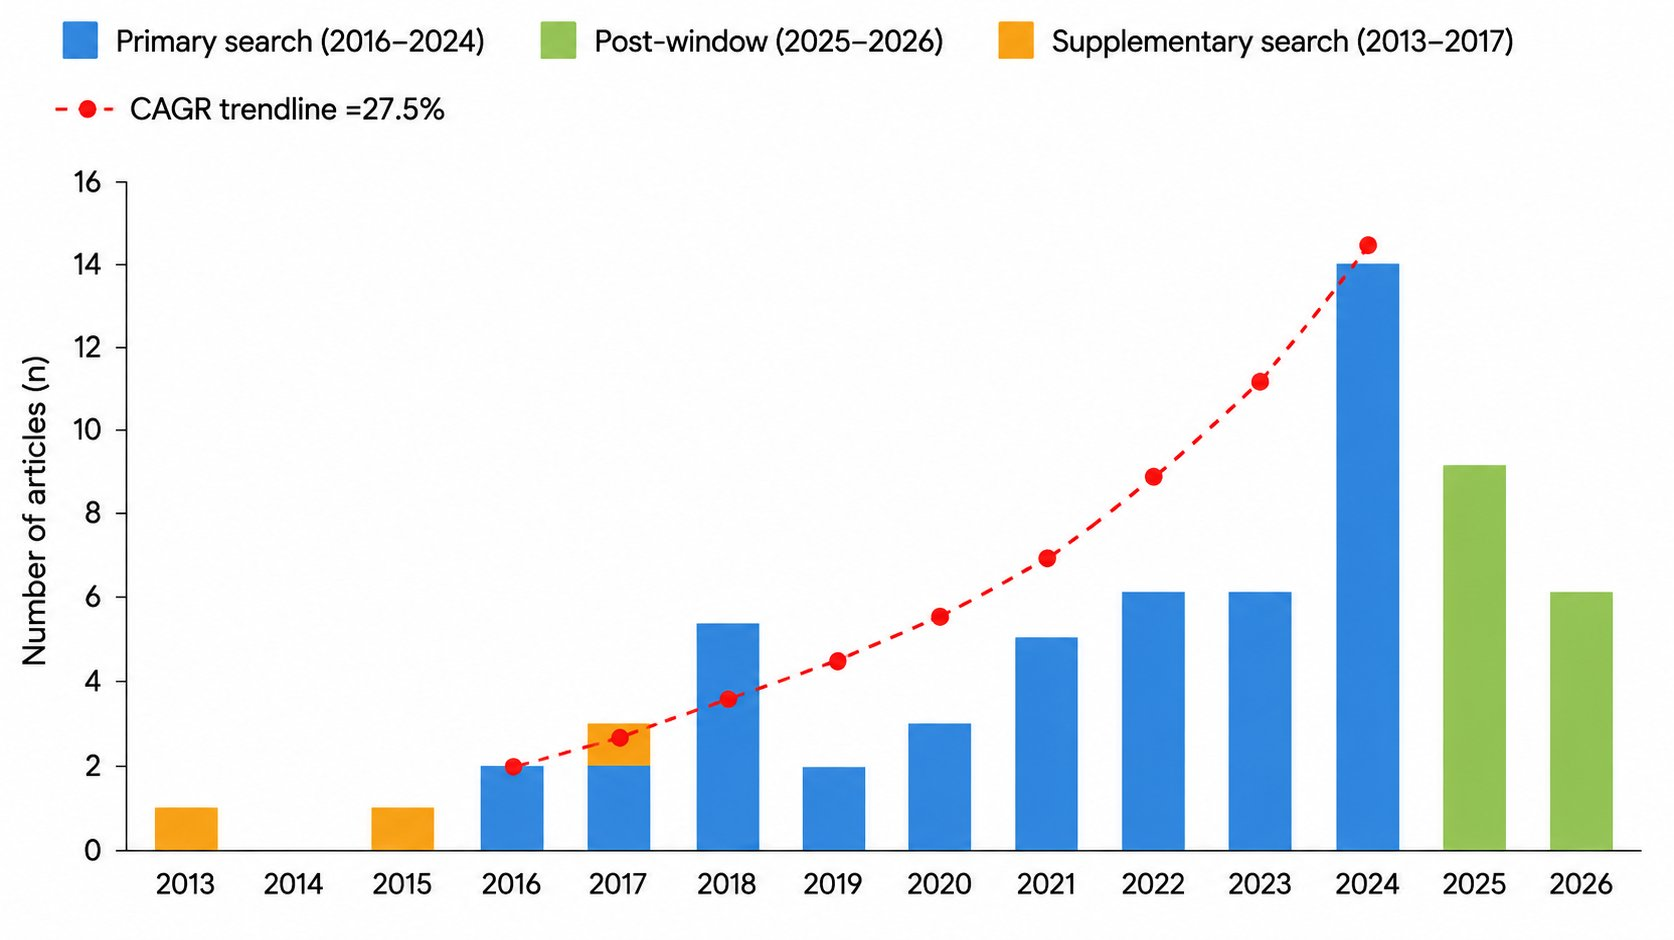 Primary search (2016–2024)
Post-window (2025–2026)
Supplementary search (2013–2017)
CAGR trendline =27.5%
Number of articles (n)
16
14
12
10
8
6
4
2
0
2013 2014 2015 2016 2017 2018 2019 2020 2021 2022 2023 2024 2025 2026